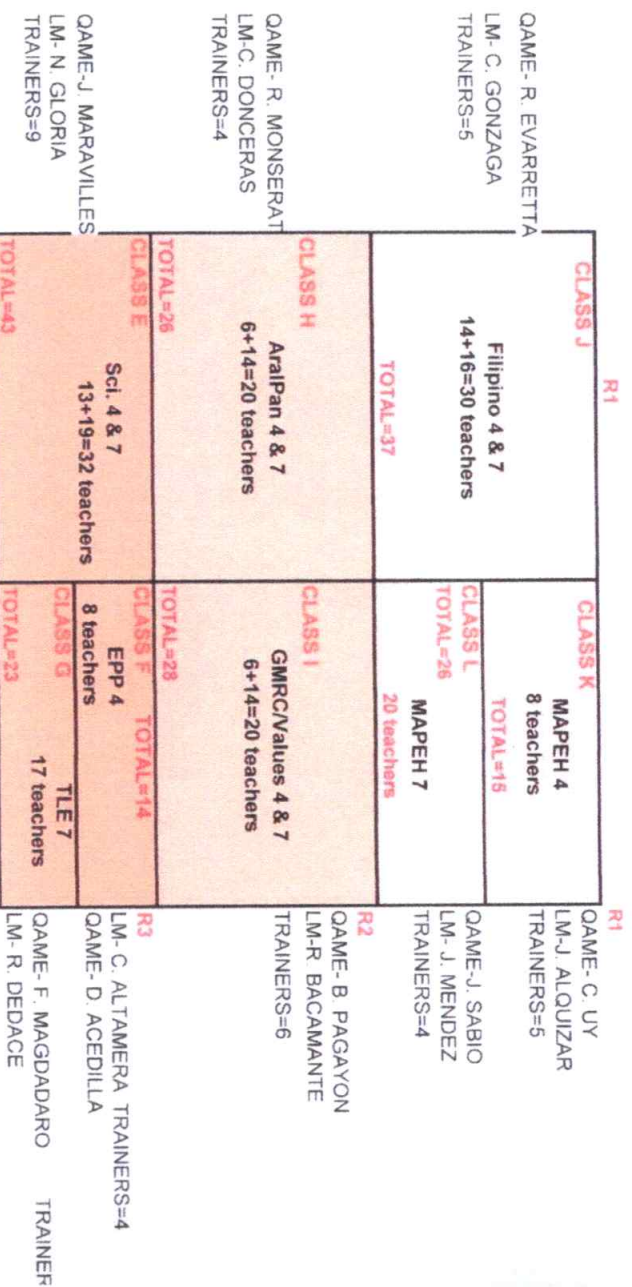 R1
R1
CLASS J
Filipino 4 & 7
14+16=30 teachers
TOTAL=37
QAME- R. EVARRETTA
LM- C. GONZAGA
TRAINERS=5
CLASS K
MAPEH 4
8 teachers
TOTAL=15
QAME- C. UY
LM-J. ALQUIZAR
TRAINERS=5
CLASS L
TOTAL=26
MAPEH 7
20 teachers
QAME-J. SABIO
LM- J. MENDEZ
TRAINERS=4
CLASS H
AralPan 4 & 7
6+14=20 teachers
TOTAL=26
QAME- R. MONSERAT
LM-C. DONCERAS
TRAINERS=4
CLASS I
GMRC/Values 4 & 7
6+14=20 teachers
TOTAL=28
R2
QAME- B. PAGAYON
LM-R. BACAMANTE
TRAINERS=6
CLASS E
Sci. 4 & 7
13+19=32 teachers
TOTAL=43
QAME-J. MARAVILLES
LM- N. GLORIA
TRAINERS=9
CLASS F TOTAL=14
EPP 4
8 teachers
R3
LM- C. ALTAMERA TRAINERS=4
QAME- D. ACEDILLA
CLASS G
TLE 7
17 teachers
TOTAL=23
QAME- F. MAGDADARO TRAINER
LM- R. DEDACE